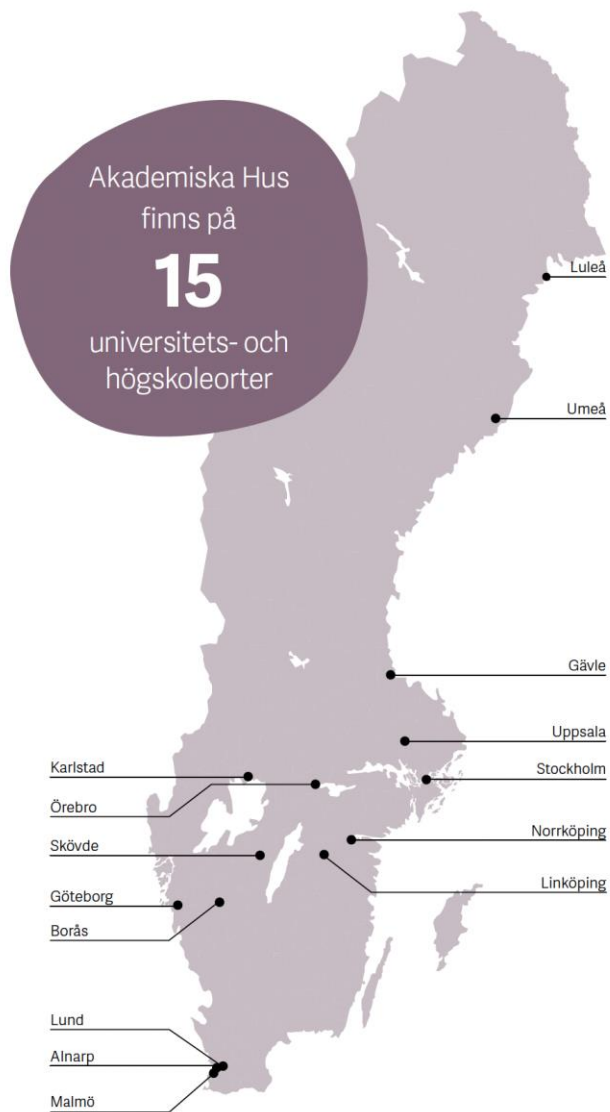 Akademiska Hus
finns på
15
universitets- och
högskoleorter
Luleå
Umeå
Gävle
Uppsala
Stockholm
Norrköping
Linköping
Karlstad
Örebro
Skövde
Göteborg
Borås
Lund
Alnarp
Malmö